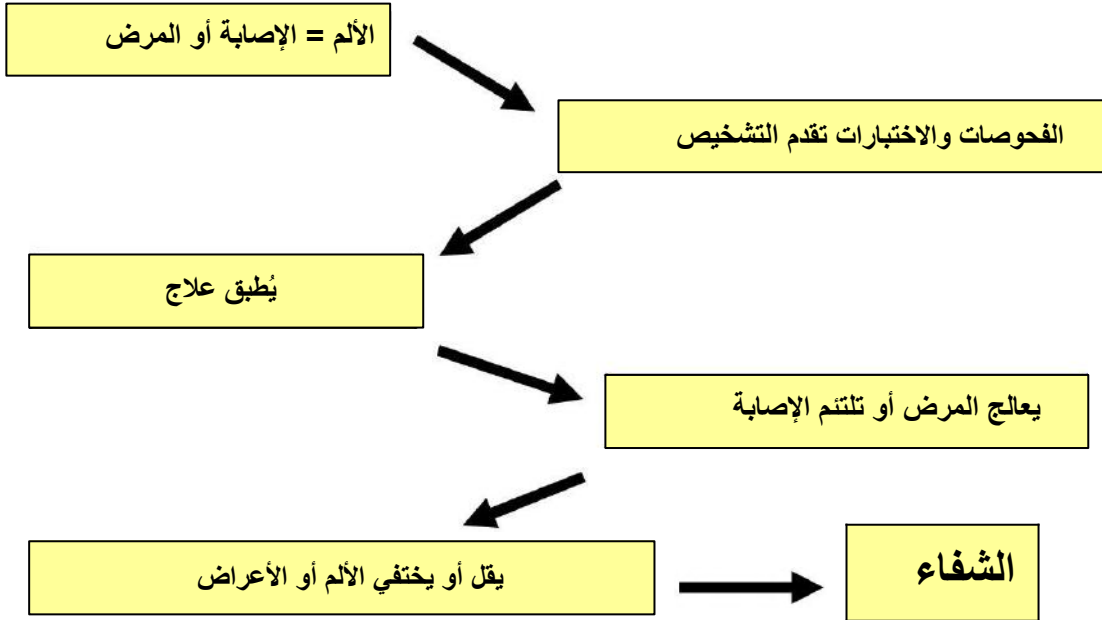 الألم = الإصابة أو المرض
الفحوصات والاختبارات تقدم التشخيص
يُطبق علاج
يعالج المرض أو تلتئم الإصابة
يقل أو يختفي الألم أو الأعراض
الشفاء